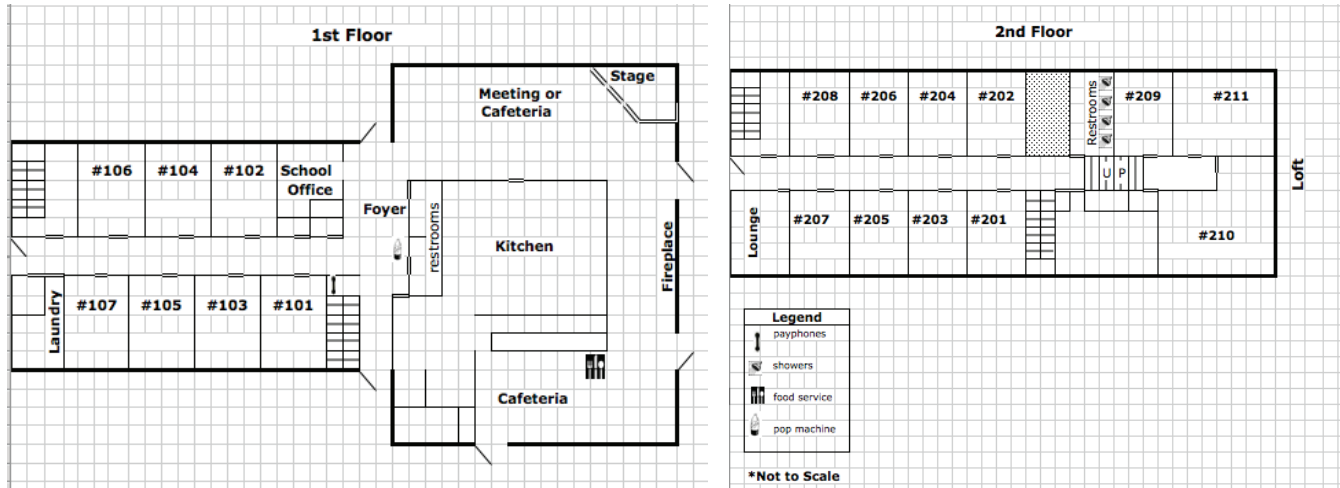 1st Floor
Stage
Meeting or
Cafeteria
#106
#104
#102
School
Office
Foyer
restrooms
Kitchen
Fireplace
Laundry
#107
#105
#103
#101
Cafeteria
2nd Floor
#208
#206
#204
#202
Restrooms
#209
#211
U P
Loft
Lounge
#207
#205
#203
#201
#210
Legend
payphones
showers
food service
pop machine
*Not to Scale